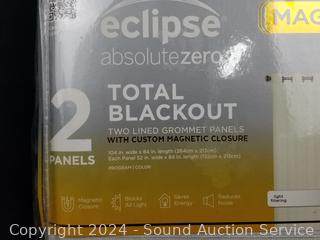 eclipse®
MAG
absolutezero
2
PANELS
TOTAL
BLACKOUT
TWO LINED GROMMET PANELS
WITH CUSTOM MAGNETIC CLOSURE
104 in. wide x 84 in. length (264cm x 213cm)
Each Panel 52 in. wide x 84 in. length (132cm x 213cm)
Magnetic
Closure
Blocks
All Light
Saves
Energy
Reduces
Noise
light
filtering
Copyright 2024 - Sound Auction Service